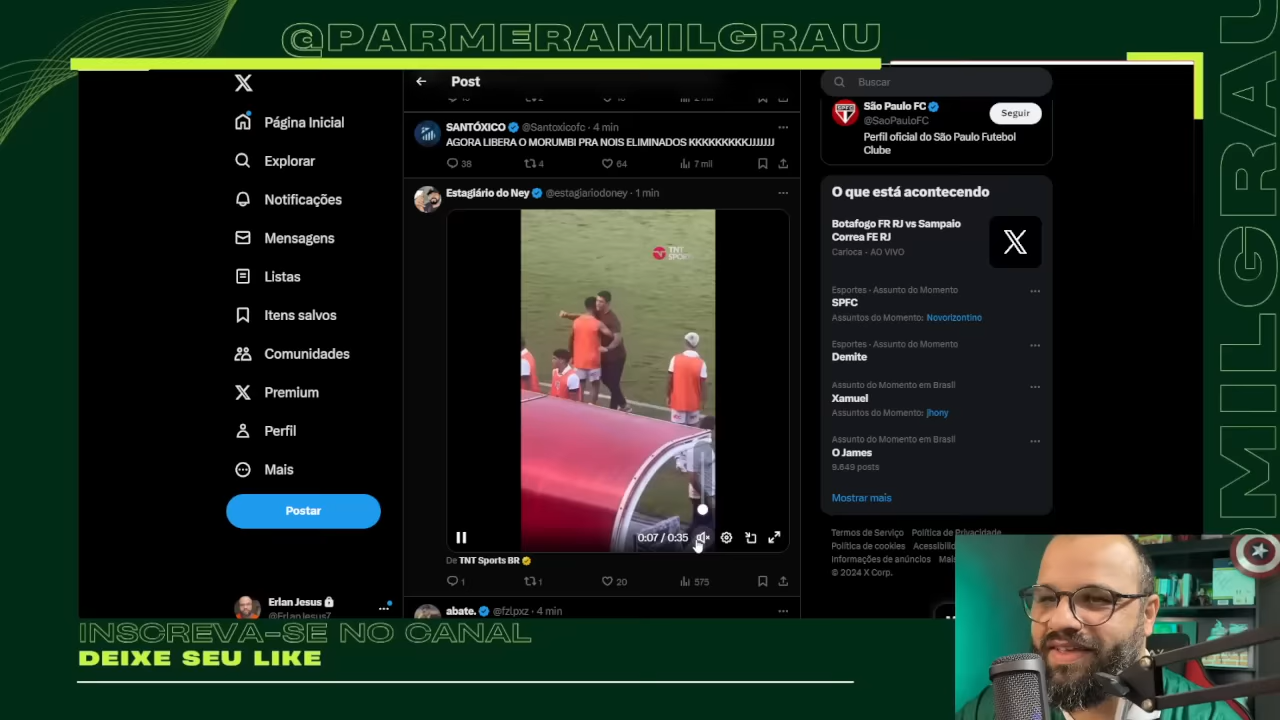 @PARMERAMILGRAU
X
Página Inicial
Explorar
Notificações
Mensagens
Listas
Itens salvos
Comunidades
Premium
Perfil
Mais
Postar
Erlan Jesus
@ErlanJesus7
Post
SANTÓXICO @Santoxicofc · 4 min
AGORA LIBERA O MORUMBI PRA NOIS ELIMINADOS KKKKKKKKKJJJJJJJ
38 4 64 7 mil
Estagiário do Ney @estagiariodoney · 1 min
TNT
SPORTS
0:07 / 0:35
De TNT Sports BR
1 1 20 575
abate. @fzlpxz · 4 min
Buscar
São Paulo FC
@SaoPauloFC
Seguir
Perfil oficial do São Paulo Futebol
Clube
O que está acontecendo
Botafogo FR RJ vs Sampaio
Correa FE RJ
Carioca · AO VIVO
X
Esportes · Assunto do Momento
SPFC
Assuntos do Momento: Novorizontino
Esportes · Assunto do Momento
Demite
Assunto do Momento em Brasil
Xamuel
Assuntos do Momento: jhony
Assunto do Momento em Brasil
O James
9.649 posts
Mostrar mais
Termos de Serviço Política de Privacidade
Política de cookies
Informações de anúncios
© 2024 X Corp.
INSCREVA-SE NO CANAL
DEIXE SEU LIKE
OMILGRAU